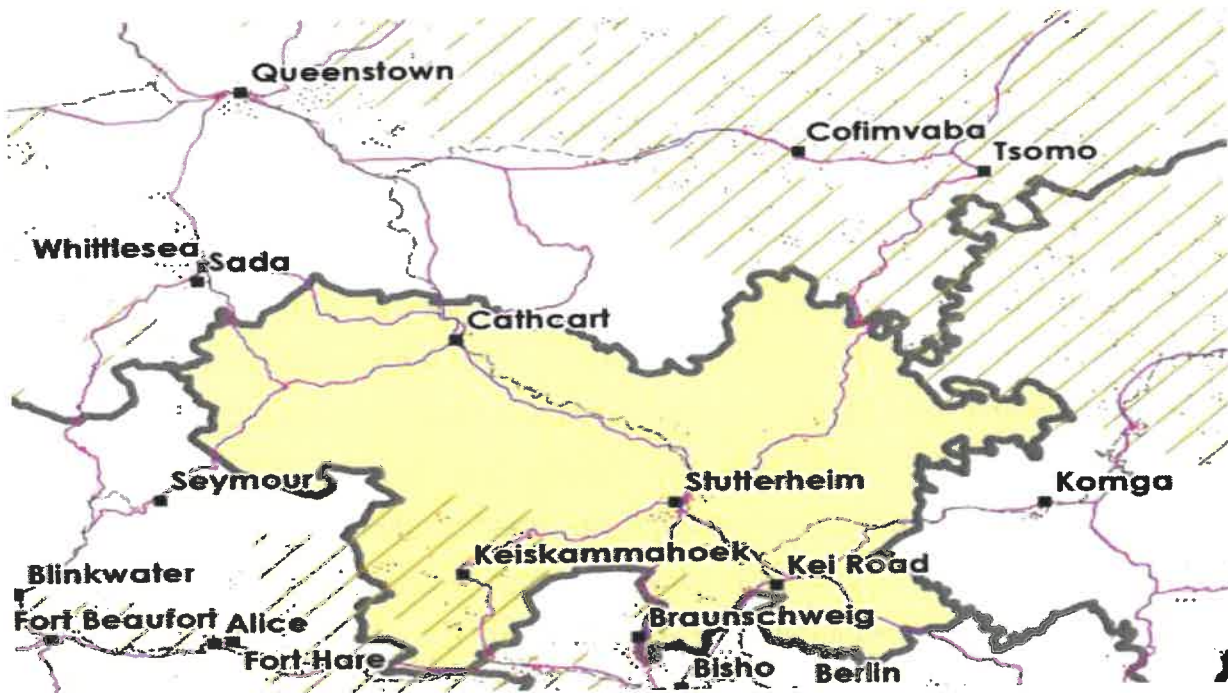 Queenstown
Cofimvaba
Tsomo
Whittlesea
Sada
Cathcart
Seymour
Stutterheim
Komga
Keiskammahoek
Kei Road
Blinkwater
Fort Beaufort
Alice
Braunschweig
Fort Hare
Bisho
Berlin